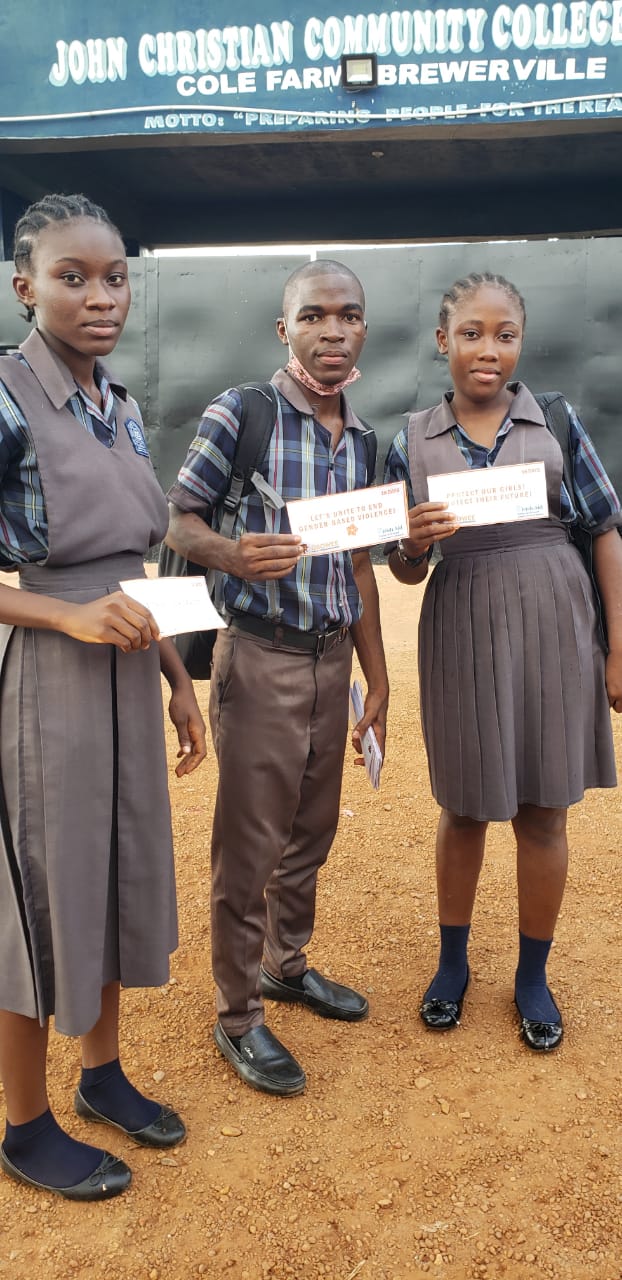 JOHN CHRISTIAN COMMUNITY COLLEGE
COLE FARM BREWERVILLE
MOTTO: "PREPARING PEOPLE FOR THE REA
LET'S UNITE TO END
GENDER BASED VIOLENCE!
PROTECT OUR GIRLS!
TECT THEIR FUTURE!